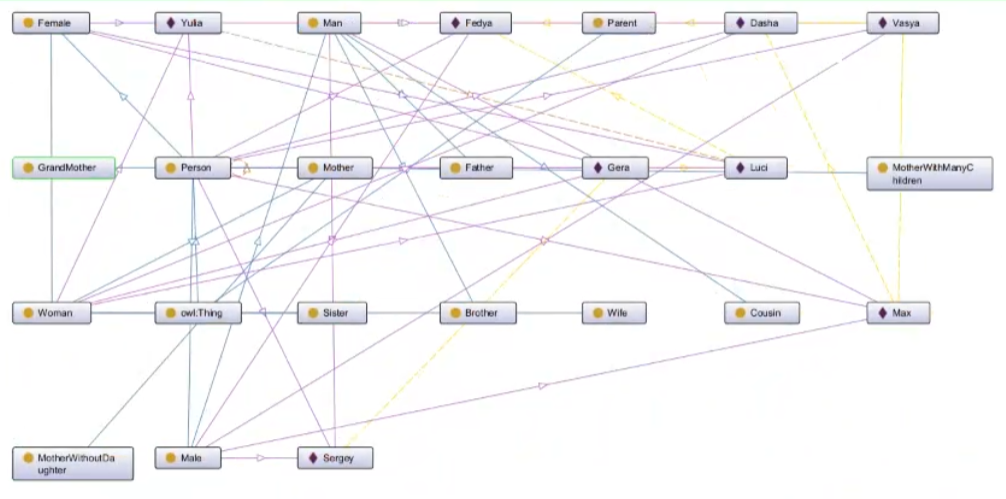 Female
Yulia
Man
Fedya
Parent
Dasha
Vasya
GrandMother
Person
Mother
Father
Gera
Luci
MotherWithManyC
hildren
Woman
owl:Thing
Sister
Brother
Wife
Cousin
Max
MotherWithoutDa
ughter
Male
Sergey